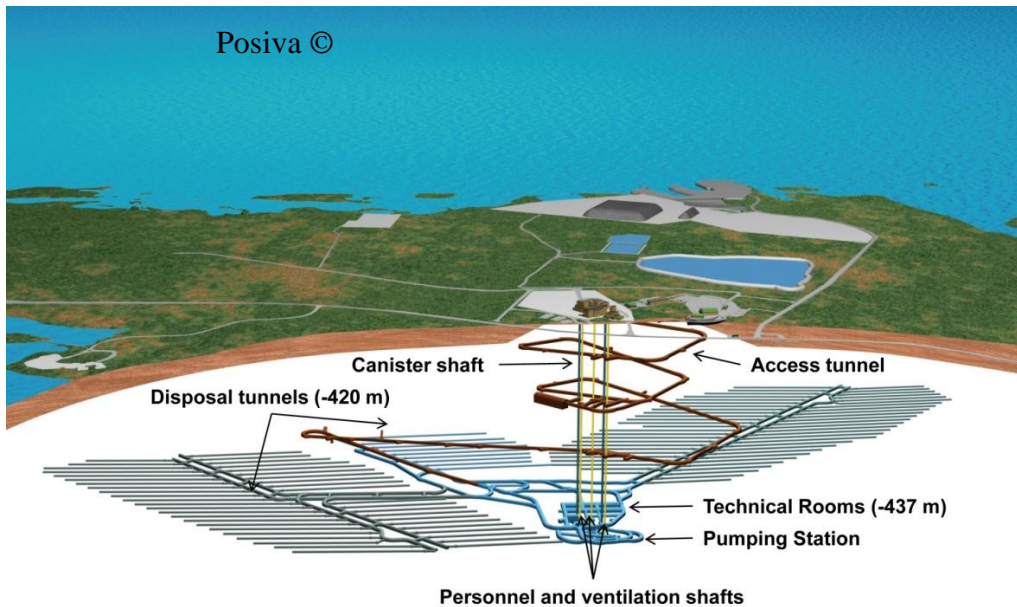 Posiva ©
Canister shaft
Access tunnel
Disposal tunnels (-420 m)
Technical Rooms (-437 m)
Pumping Station
Personnel and ventilation shafts